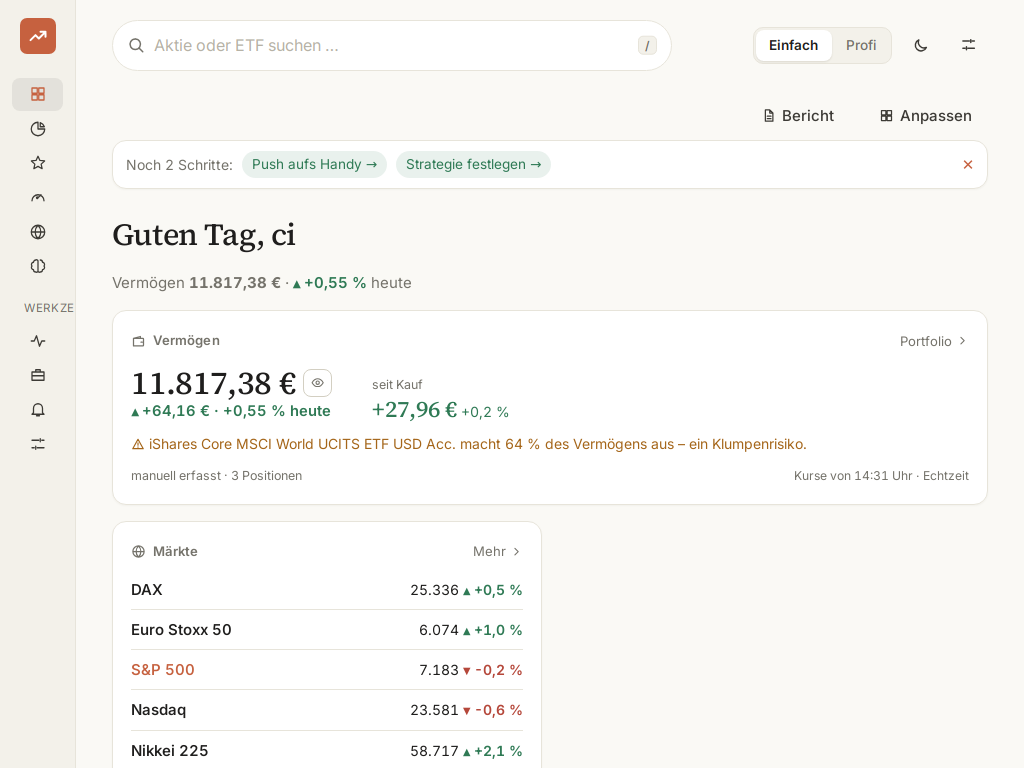 Aktie oder ETF suchen ...
/
Einfach Profi
Bericht Anpassen
Noch 2 Schritte: Push aufs Handy → Strategie festlegen → ✕
Guten Tag, ci
Vermögen 11.817,38 € · ▲+0,55 % heute
WERKZE
Vermögen Portfolio
11.817,38 € seit Kauf
▲+64,16 € · +0,55 % heute +27,96 € +0,2 %
⚠ iShares Core MSCI World UCITS ETF USD Acc. macht 64 % des Vermögens aus – ein Klumpenrisiko.
manuell erfasst · 3 Positionen Kurse von 14:31 Uhr · Echtzeit
Märkte Mehr
DAX 25.336 ▲+0,5 %
Euro Stoxx 50 6.074 ▲+1,0 %
S&P 500 7.183 ▼-0,2 %
Nasdaq 23.581 ▼-0,6 %
Nikkei 225 58.717 ▲+2,1 %